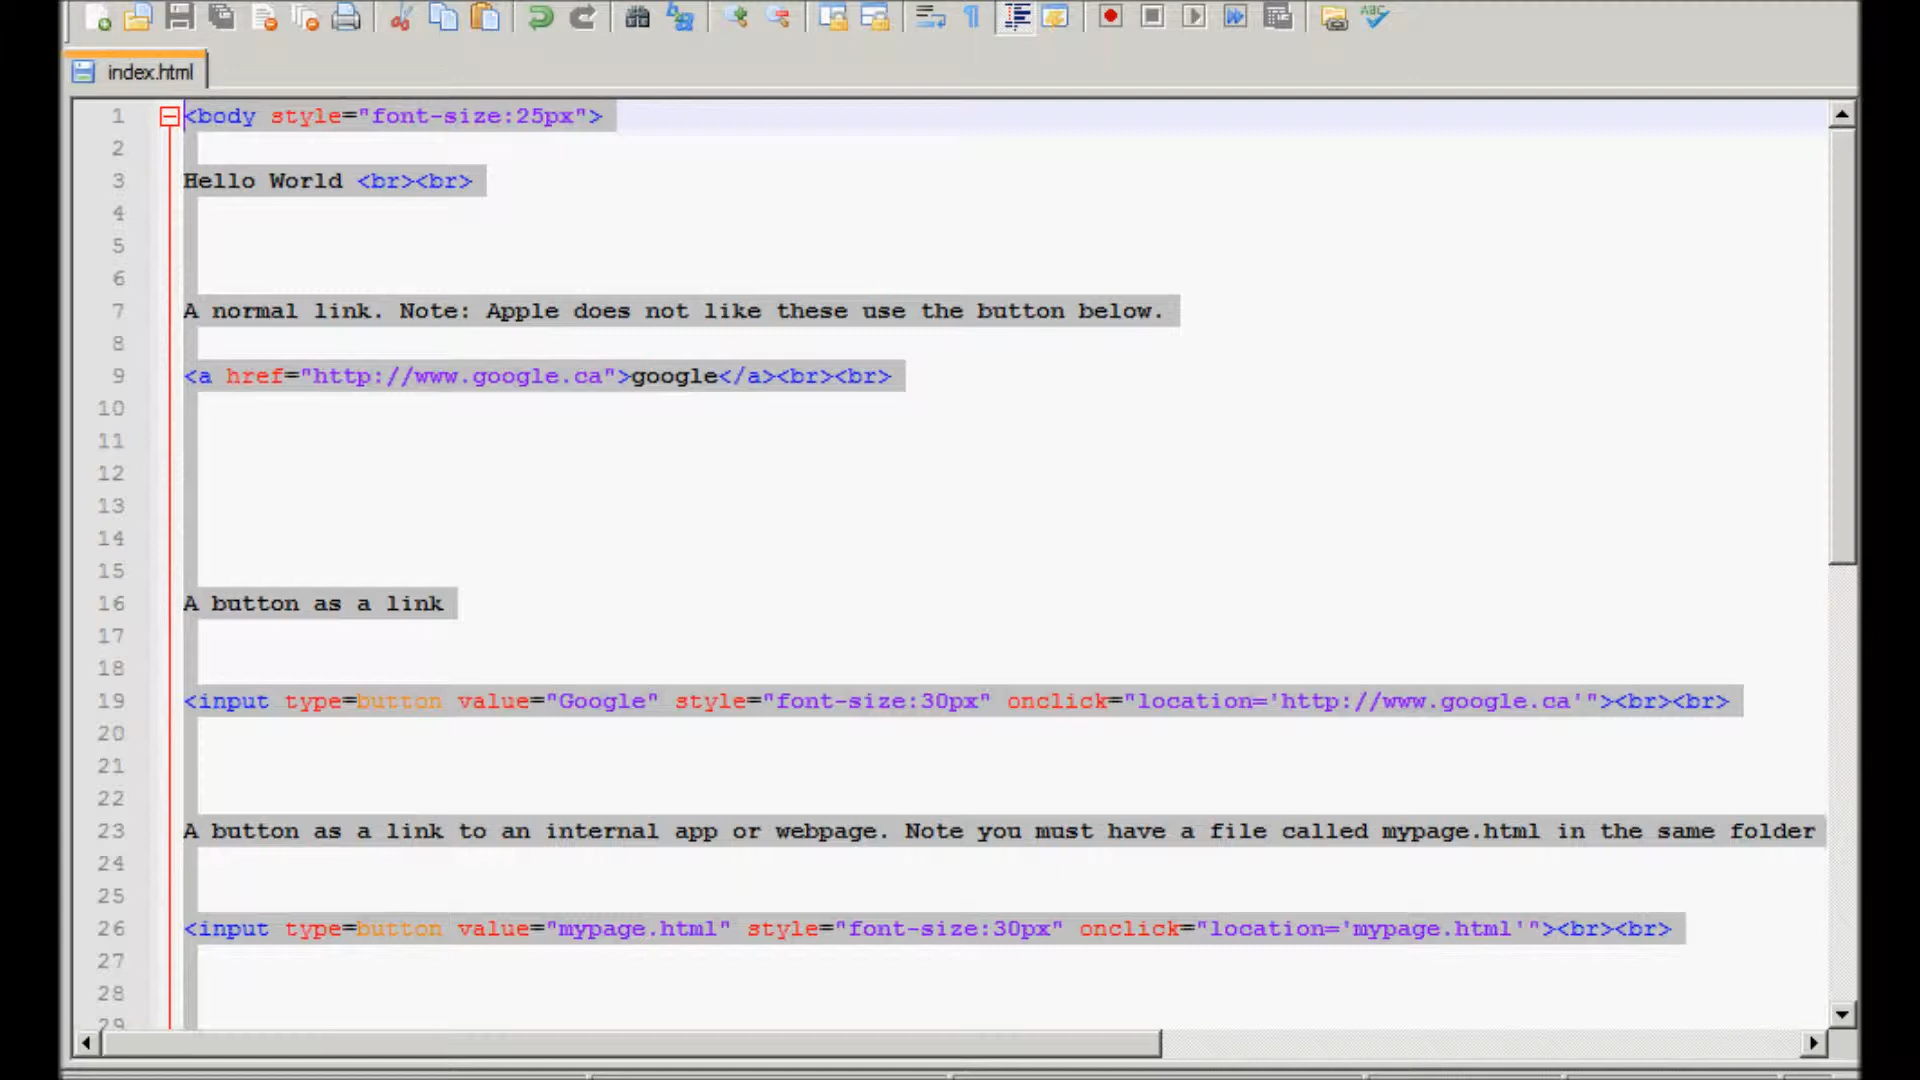 index.html
1 <body style="font-size:25px">
2
3 Hello World <br><br>
4
5
6
7 A normal link. Note: Apple does not like these use the button below.
8
9 <a href="http://www.google.ca">google</a><br><br>
10
11
12
13
14
15
16 A button as a link
17
18
19 <input type=button value="Google" style="font-size:30px" onclick="location='http://www.google.ca'"><br><br>
20
21
22
23 A button as a link to an internal app or webpage. Note you must have a file called mypage.html in the same folder
24
25
26 <input type=button value="mypage.html" style="font-size:30px" onclick="location='mypage.html'"><br><br>
27
28
29